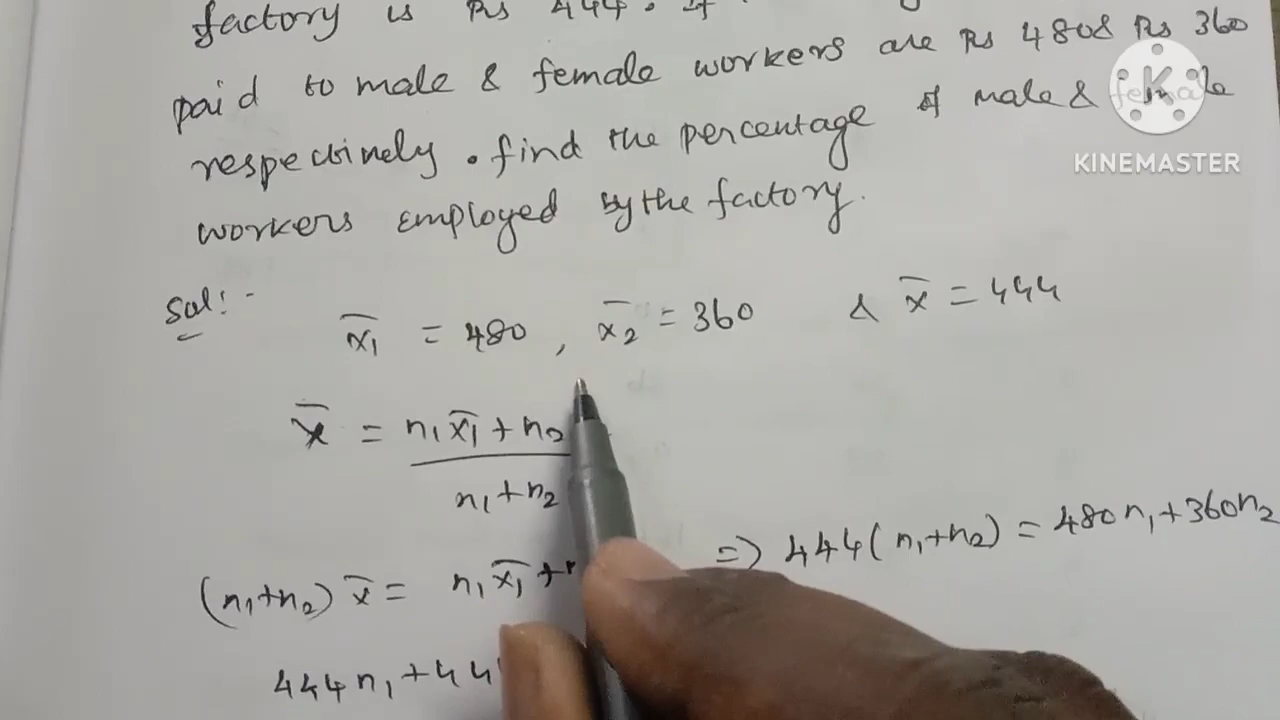 factory is Rs 444. If
paid to male & female workers are Rs 480 & Rs 360
respectively. find the percentage of male & female
KINEMASTER
workers employed by the factory.
Sol:-
x̄1 = 480, x̄2 = 360 & x̄ = 444
x̄ = n1x̄1 + n2
n1+n2
(n1+n2) x̄ = n1x̄1 + => 444(n1+n2) = 480n1+360n2
444n1+44